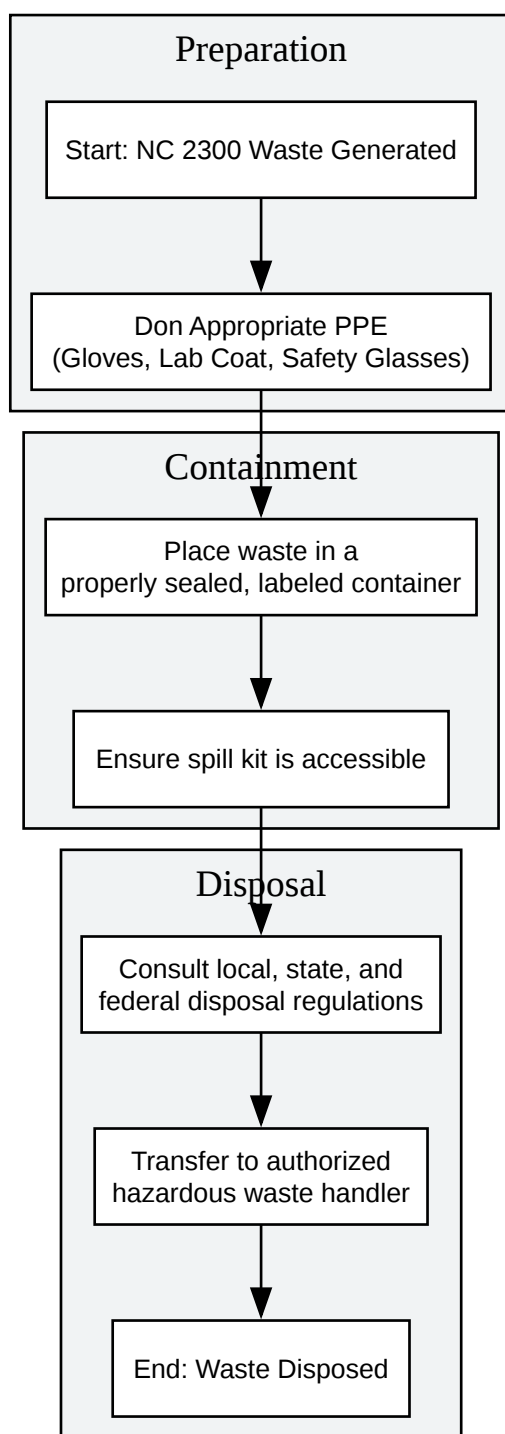 Preparation
Start: NC 2300 Waste Generated
Don Appropriate PPE
(Gloves, Lab Coat, Safety Glasses)
Containment
Place waste in a
properly sealed, labeled container
Ensure spill kit is accessible
Disposal
Consult local, state, and
federal disposal regulations
Transfer to authorized
hazardous waste handler
End: Waste Disposed